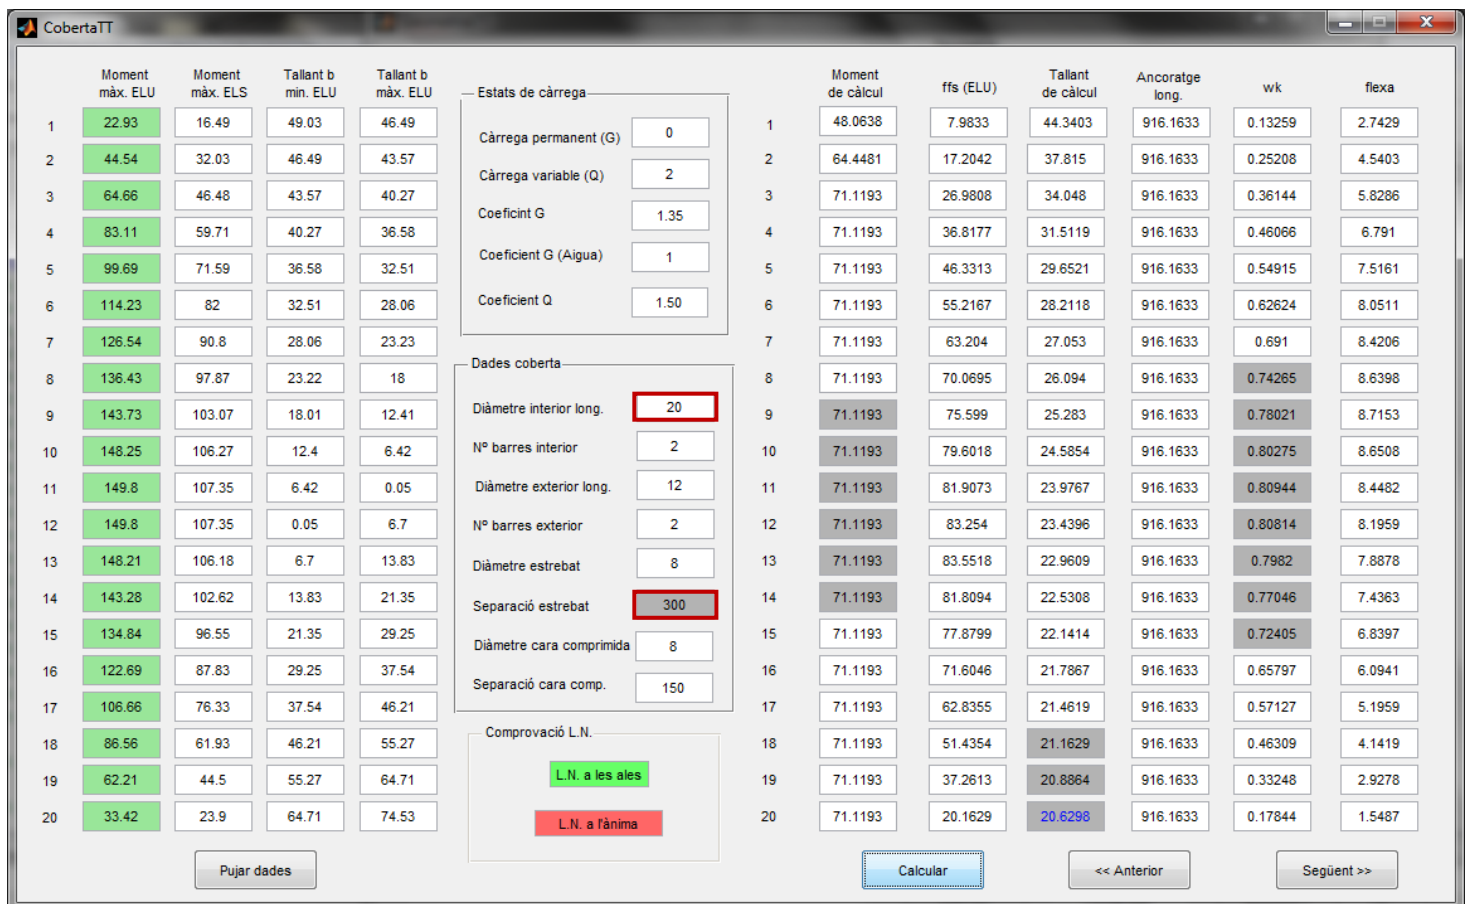 CobertaTT
Moment màx. ELU Moment màx. ELS Tallant b min. ELU Tallant b màx. ELU
1 22.93 16.49 49.03 46.49
2 44.54 32.03 46.49 43.57
3 64.66 46.48 43.57 40.27
4 83.11 59.71 40.27 36.58
5 99.69 71.59 36.58 32.51
6 114.23 82 32.51 28.06
7 126.54 90.8 28.06 23.23
8 136.43 97.87 23.22 18
9 143.73 103.07 18.01 12.41
10 148.25 106.27 12.4 6.42
11 149.8 107.35 6.42 0.05
12 149.8 107.35 0.05 6.7
13 148.21 106.18 6.7 13.83
14 143.28 102.62 13.83 21.35
15 134.84 96.55 21.35 29.25
16 122.69 87.83 29.25 37.54
17 106.66 76.33 37.54 46.21
18 86.56 61.93 46.21 55.27
19 62.21 44.5 55.27 64.71
20 33.42 23.9 64.71 74.53
Pujar dades
Estats de càrrega
Càrrega permanent (G) 0
Càrrega variable (Q) 2
Coeficint G 1.35
Coeficient G (Aigua) 1
Coeficient Q 1.50
Dades coberta
Diàmetre interior long. 20
Nº barres interior 2
Diàmetre exterior long. 12
Nº barres exterior 2
Diàmetre estrebat 8
Separació estrebat 300
Diàmetre cara comprimida 8
Separació cara comp. 150
Comprovació L.N.
L.N. a les ales
L.N. a l'ànima
Moment de càlcul ffs (ELU) Tallant de càlcul Ancoratge long. wk flexa
1 48.0638 7.9833 44.3403 916.1633 0.13259 2.7429
2 64.4481 17.2042 37.815 916.1633 0.25208 4.5403
3 71.1193 26.9808 34.048 916.1633 0.36144 5.8286
4 71.1193 36.8177 31.5119 916.1633 0.46066 6.791
5 71.1193 46.3313 29.6521 916.1633 0.54915 7.5161
6 71.1193 55.2167 28.2118 916.1633 0.62624 8.0511
7 71.1193 63.204 27.053 916.1633 0.691 8.4206
8 71.1193 70.0695 26.094 916.1633 0.74265 8.6398
9 71.1193 75.599 25.283 916.1633 0.78021 8.7153
10 71.1193 79.6018 24.5854 916.1633 0.80275 8.6508
11 71.1193 81.9073 23.9767 916.1633 0.80944 8.4482
12 71.1193 83.254 23.4396 916.1633 0.80814 8.1959
13 71.1193 83.5518 22.9609 916.1633 0.7982 7.8878
14 71.1193 81.8094 22.5308 916.1633 0.77046 7.4363
15 71.1193 77.8799 22.1414 916.1633 0.72405 6.8397
16 71.1193 71.6046 21.7867 916.1633 0.65797 6.0941
17 71.1193 62.8355 21.4619 916.1633 0.57127 5.1959
18 71.1193 51.4354 21.1629 916.1633 0.46309 4.1419
19 71.1193 37.2613 20.8864 916.1633 0.33248 2.9278
20 71.1193 20.1629 20.6298 916.1633 0.17844 1.5487
Calcular << Anterior Següent >>